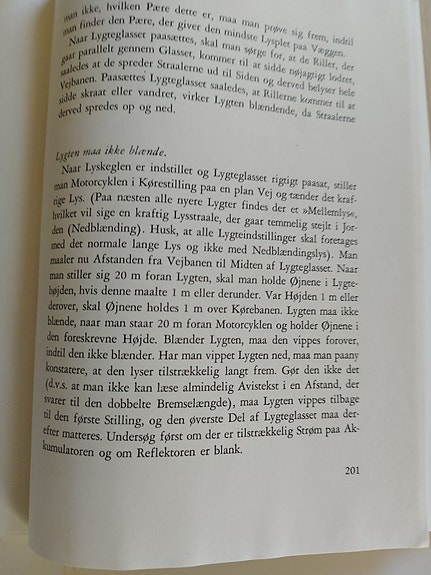 man ikke, hvilken Pære dette er, maa man prøve sig frem, indtil
man finder den Pære, der giver den mindste Lysplet paa Væggen.
Naar Lygteglasset paasættes, skal man sørge for, at de Riller, der
gaar parallelt gennem Glasset, kommer til at sidde nøjagtigt lodret,
saaledes at de spreder Straalerne ud til Siden og derved belyser hele
Vejbanen. Paasættes Lygteglasset saaledes, at Rillerne kommer til at
sidde skraat eller vandret, virker Lygten blændende, da Straalerne
derved spredes op og ned.
Lygten maa ikke blænde.
Naar Lyskeglen er indstillet og Lygteglasset rigtigt paasat, stiller
man Motorcyklen i Kørestilling paa en plan Vej og tænder det kraf-
tige Lys. (Paa næsten alle nyere Lygter findes der et »Mellemlys«,
hvilket vil sige en kraftig Lysstraale, der gaar temmelig stejlt i Jor-
den (Nedblænding). Husk, at alle Lygteindstillinger skal foretages
med det normale lange Lys og ikke med Nedblændingslys). Man
maaler nu Afstanden fra Vejbanen til Midten af Lygteglasset. Naar
man stiller sig 20 m foran Lygten, skal man holde Øjnene i Lygte-
højden, hvis denne maalte 1 m eller derunder. Var Højden 1 m eller
derover, skal Øjnene holdes 1 m over Kørebanen. Lygten maa ikke
blænde, naar man staar 20 m foran Motorcyklen og holder Øjnene i
den foreskrevne Højde. Blænder Lygten, maa den vippes forover,
indtil den ikke blænder. Har man vippet Lygten ned, maa man paany
konstatere, at den lyser tilstrækkelig langt frem. Gør den ikke det
(d.v.s. at man ikke kan læse almindelig Avistekst i en Afstand, der
svarer til den dobbelte Bremselængde), maa Lygten vippes tilbage
til den første Stilling, og den øverste Del af Lygteglasset maa der-
efter matteres. Undersøg først om der er tilstrækkelig Strøm paa Ak-
kumulatoren og om Reflektoren er blank.
201